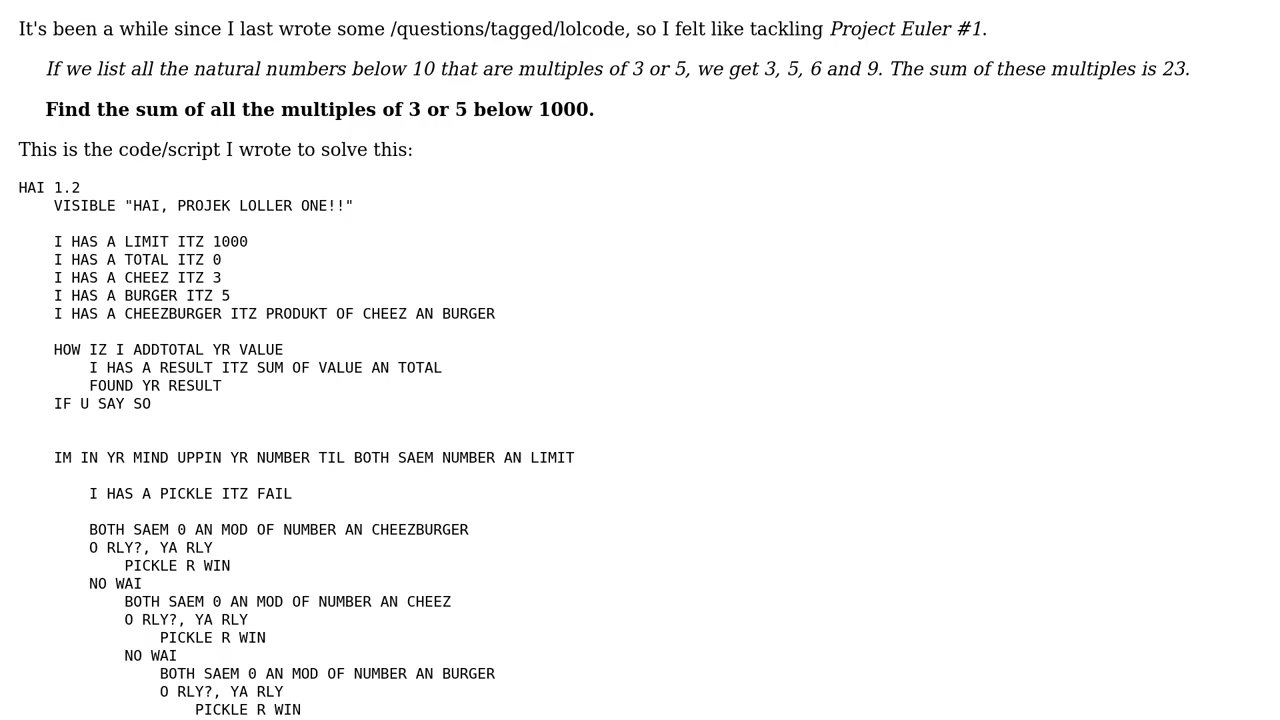 It's been a while since I last wrote some /questions/tagged/lolcode, so I felt like tackling Project Euler #1.
If we list all the natural numbers below 10 that are multiples of 3 or 5, we get 3, 5, 6 and 9. The sum of these multiples is 23.
Find the sum of all the multiples of 3 or 5 below 1000.
This is the code/script I wrote to solve this:
HAI 1.2
    VISIBLE "HAI, PROJEK LOLLER ONE!!"

    I HAS A LIMIT ITZ 1000
    I HAS A TOTAL ITZ 0
    I HAS A CHEEZ ITZ 3
    I HAS A BURGER ITZ 5
    I HAS A CHEEZBURGER ITZ PRODUKT OF CHEEZ AN BURGER

    HOW IZ I ADDTOTAL YR VALUE
        I HAS A RESULT ITZ SUM OF VALUE AN TOTAL
        FOUND YR RESULT
    IF U SAY SO


    IM IN YR MIND UPPIN YR NUMBER TIL BOTH SAEM NUMBER AN LIMIT

        I HAS A PICKLE ITZ FAIL

        BOTH SAEM 0 AN MOD OF NUMBER AN CHEEZBURGER
        O RLY?, YA RLY
            PICKLE R WIN
        NO WAI
            BOTH SAEM 0 AN MOD OF NUMBER AN CHEEZ
            O RLY?, YA RLY
                PICKLE R WIN
            NO WAI
                BOTH SAEM 0 AN MOD OF NUMBER AN BURGER
                O RLY?, YA RLY
                    PICKLE R WIN